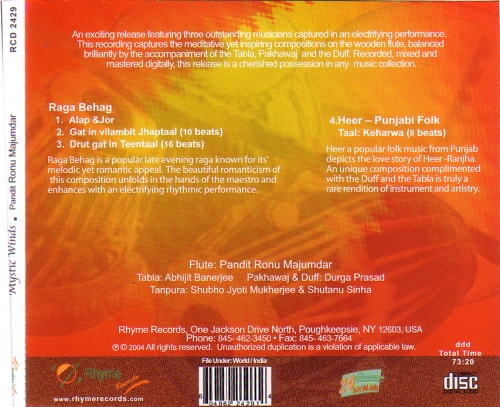 RCD 2429
Mystic Winds ▪ Pandit Ronu Majumdar
An exciting release featuring three outstanding musicians captured in an electrifying performance.
This recording captures the meditative yet inspiring compositions on the wooden flute, balanced
brilliantly by the accompaniment of the Tabla, Pakhawaj and the Duff. Recorded, mixed and
mastered digitally, this release is a cherished possession in any music collection.
Raga Behag
1. Alap &Jor
2. Gat in vilambit Jhaptaal (10 beats}
3. Drut gat in Teentaal (16 beats)
Raga Behag is a popular late evening raga known for its'
melodic yet romantic appeal. The beautiful romanticism of
this composition unfolds in the hands of the maestro and
enhances with an electrifying rhythmic performance.
4.Heer – Punjabi Folk
Taal: Keharwa (8 beats)
Heer a popular folk music from Punjab
depicts the love story of Heer -Ranjha.
An unique composition complimented
with the Duff and the Tabla is truly a
rare rendition of instrument and artistry.
Flute: Pandit Ronu Majumdar
Tabla: Abhijit Banerjee Pakhawaj & Duff: Durga Prasad
Tanpura: Shubho Jyoti Mukherjee & Shutanu Sinha
Rhyme Records, One Jackson Drive North, Poughkeepsie, NY 12603, USA
Phone: 845- 462-3450 • Fax: 845- 463-7664
℗ © 2004 All rights reserved. Unauthorized duplication is a violation of applicable law.
ddd
Total Time
73:20
File Under: World / India
Rhyme
Records
www.rhymerecords.com
6 04862 24291 4
COMPACT
disc
DIGITAL AUDIO